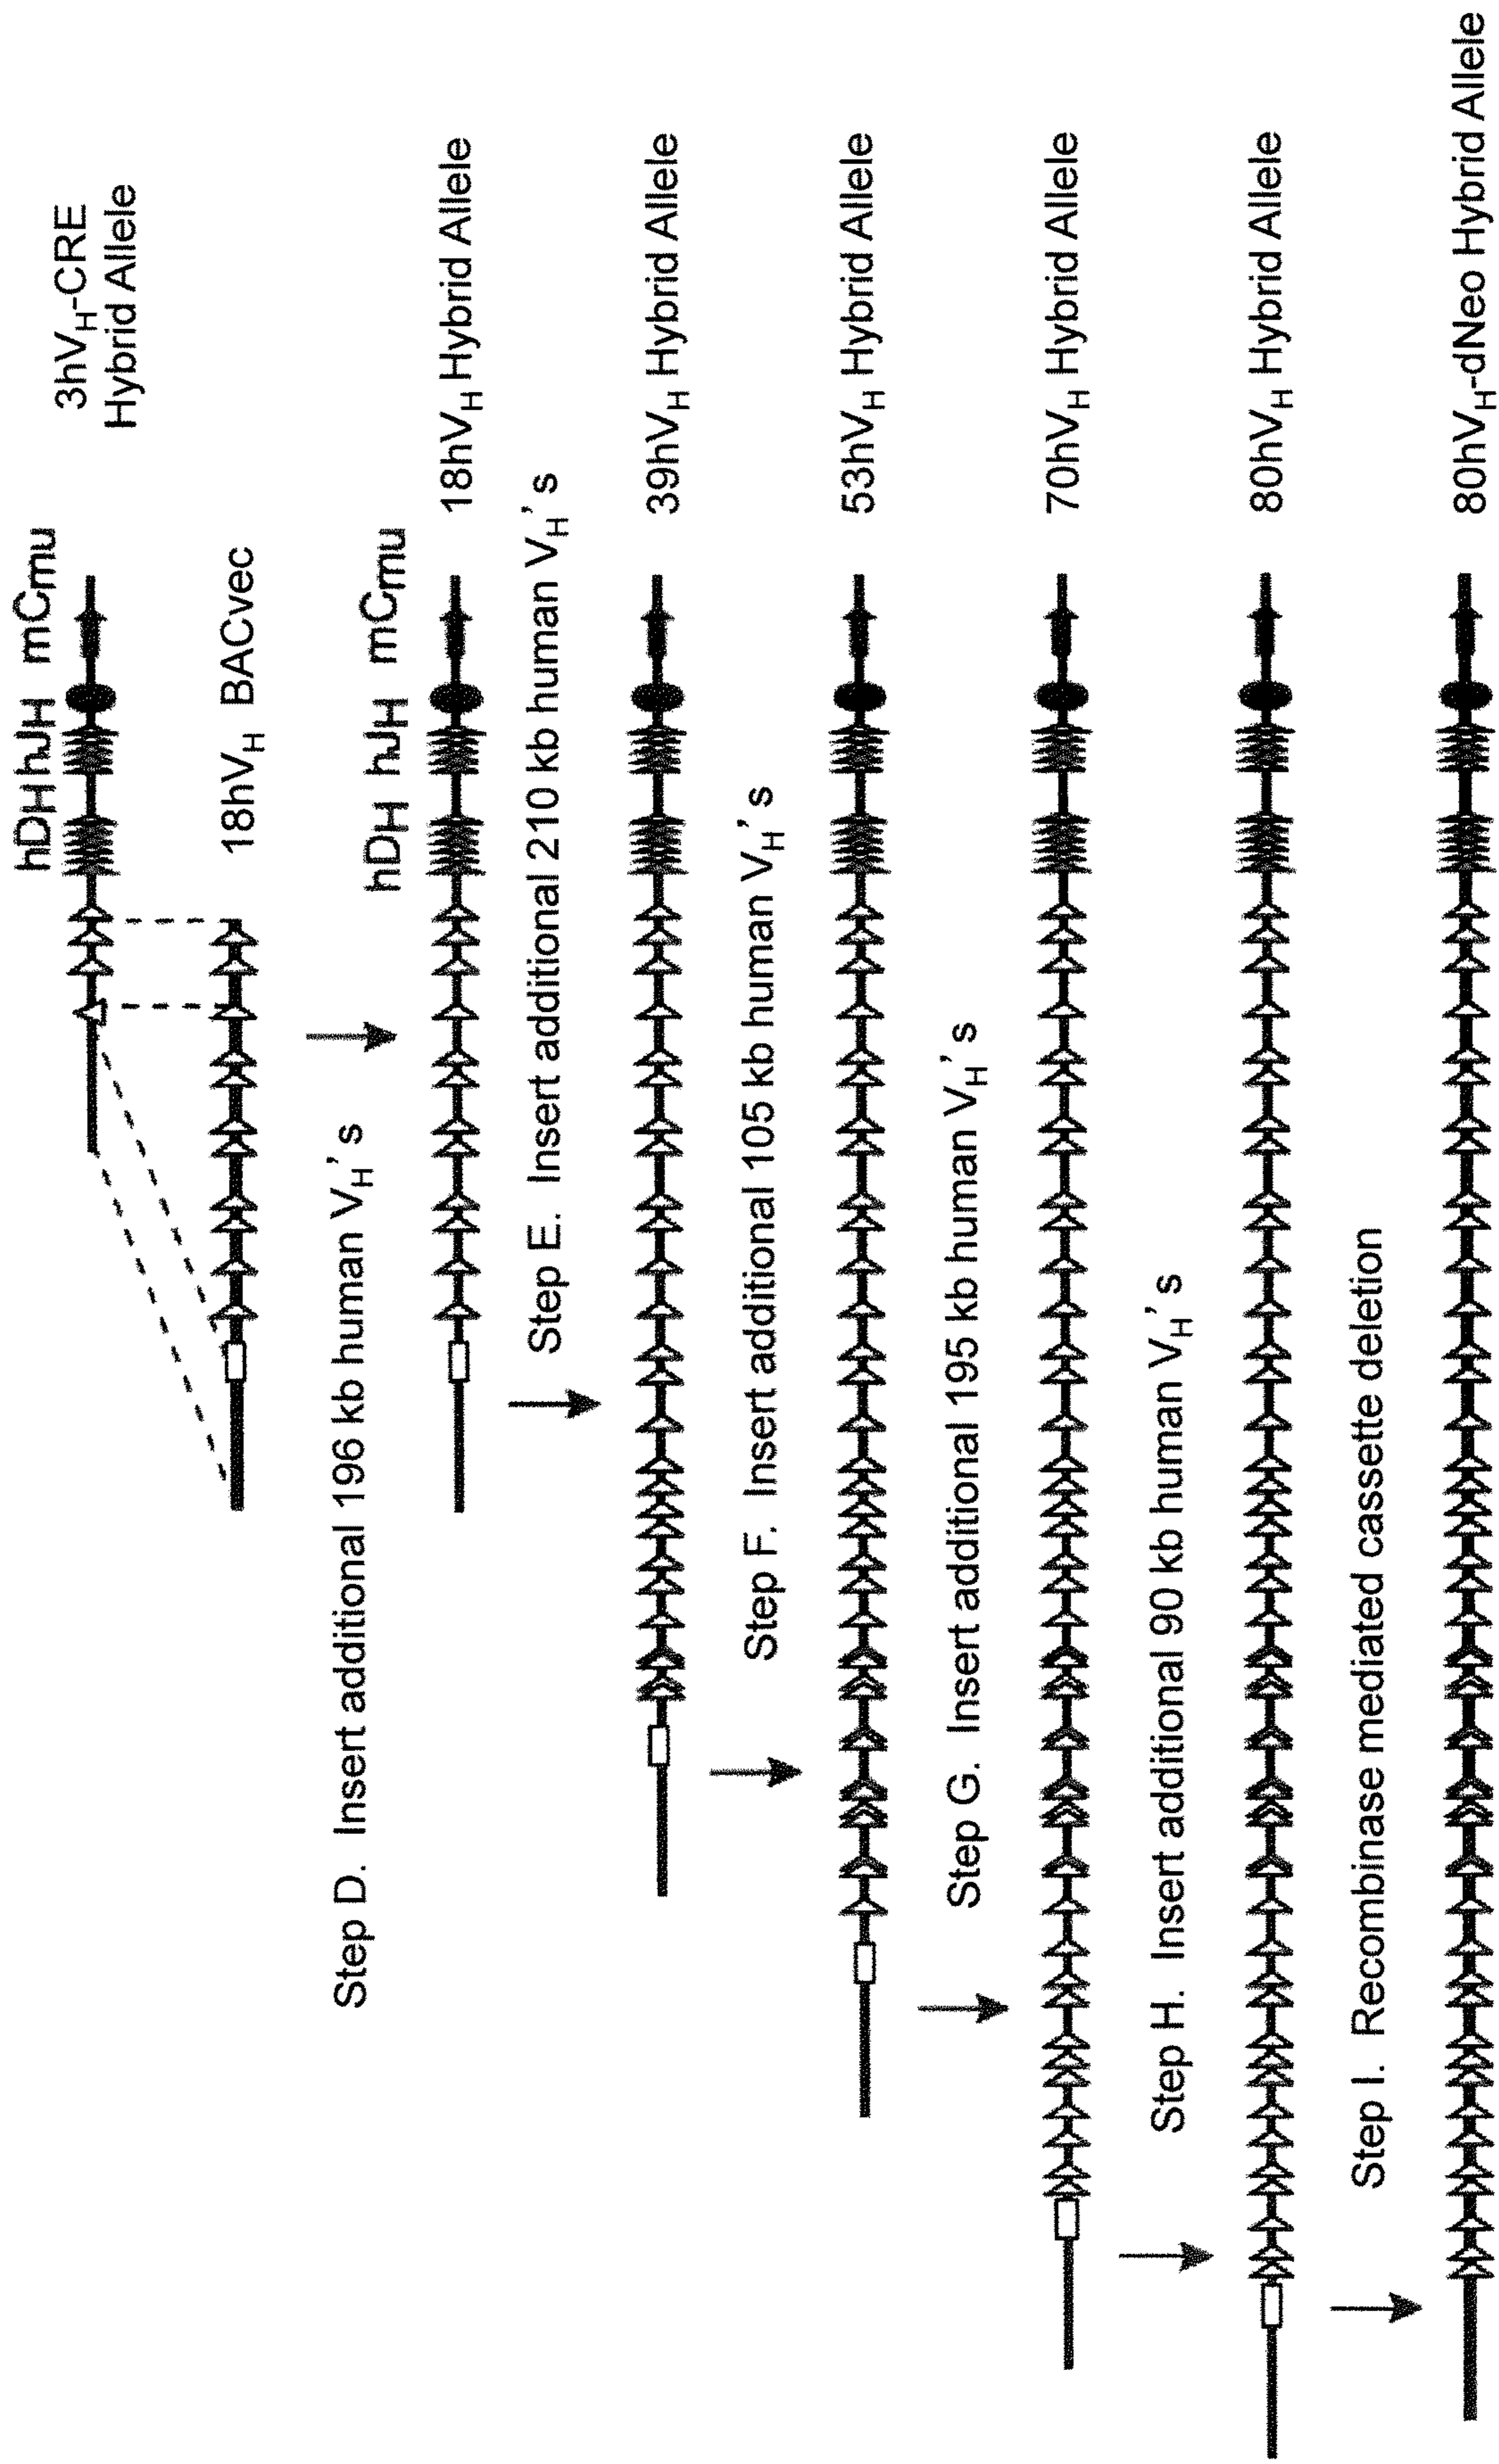 3hVH-CRE
Hybrid Allele
hDHhJH mCmu
18hVH BACvec
Step D. Insert additional 196 kb human VH's
hDH hJH mCmu
18hVH Hybrid Allele
Step E. Insert additional 210 kb human VH's
39hVH Hybrid Allele
Step F. Insert additional 105 kb human VH's
53hVH Hybrid Allele
Step G. Insert additional 195 kb human VH's
70hVH Hybrid Allele
Step H. Insert additional 90 kb human VH's
80hVH Hybrid Allele
Step I. Recombinase mediated cassette deletion
80hVH-dNeo Hybrid Allele